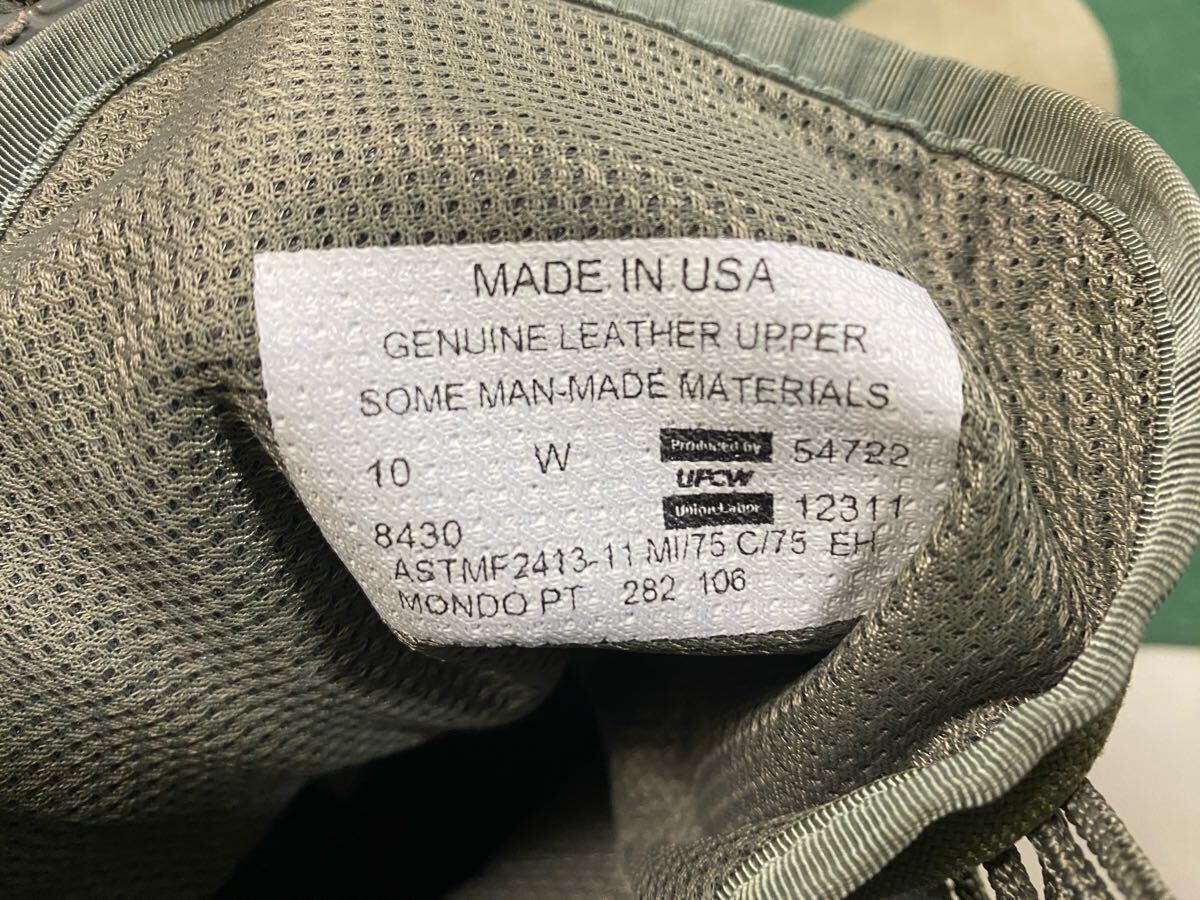 MADE IN USA
GENUINE LEATHER UPPER
SOME MAN-MADE MATERIALS
10 W Produced by 54722
UFCW
8430 Union Labor 12311
ASTMF2413-11 MI/75 C/75 EH
MONDO PT 282 106